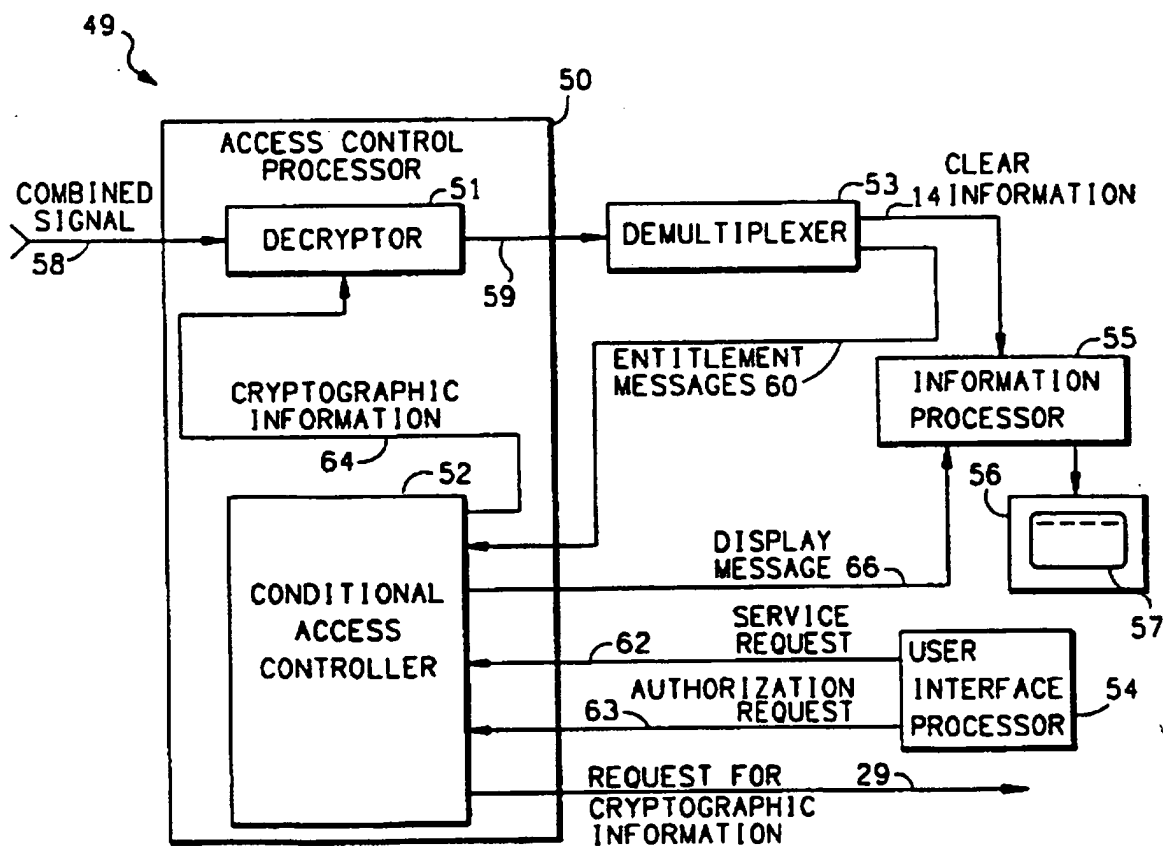 49
50
ACCESS CONTROL
PROCESSOR
COMBINED
SIGNAL
58
51
DECRYPTOR
59
53
DEMULTIPLEXER
CLEAR
14 INFORMATION
ENTITLEMENT
MESSAGES 60
55
INFORMATION
PROCESSOR
CRYPTOGRAPHIC
INFORMATION
64
52
CONDITIONAL
ACCESS
CONTROLLER
56
57
DISPLAY
MESSAGE 66
SERVICE
REQUEST
62
AUTHORIZATION
REQUEST
63
USER
INTERFACE
PROCESSOR
54
REQUEST FOR
CRYPTOGRAPHIC
INFORMATION
29